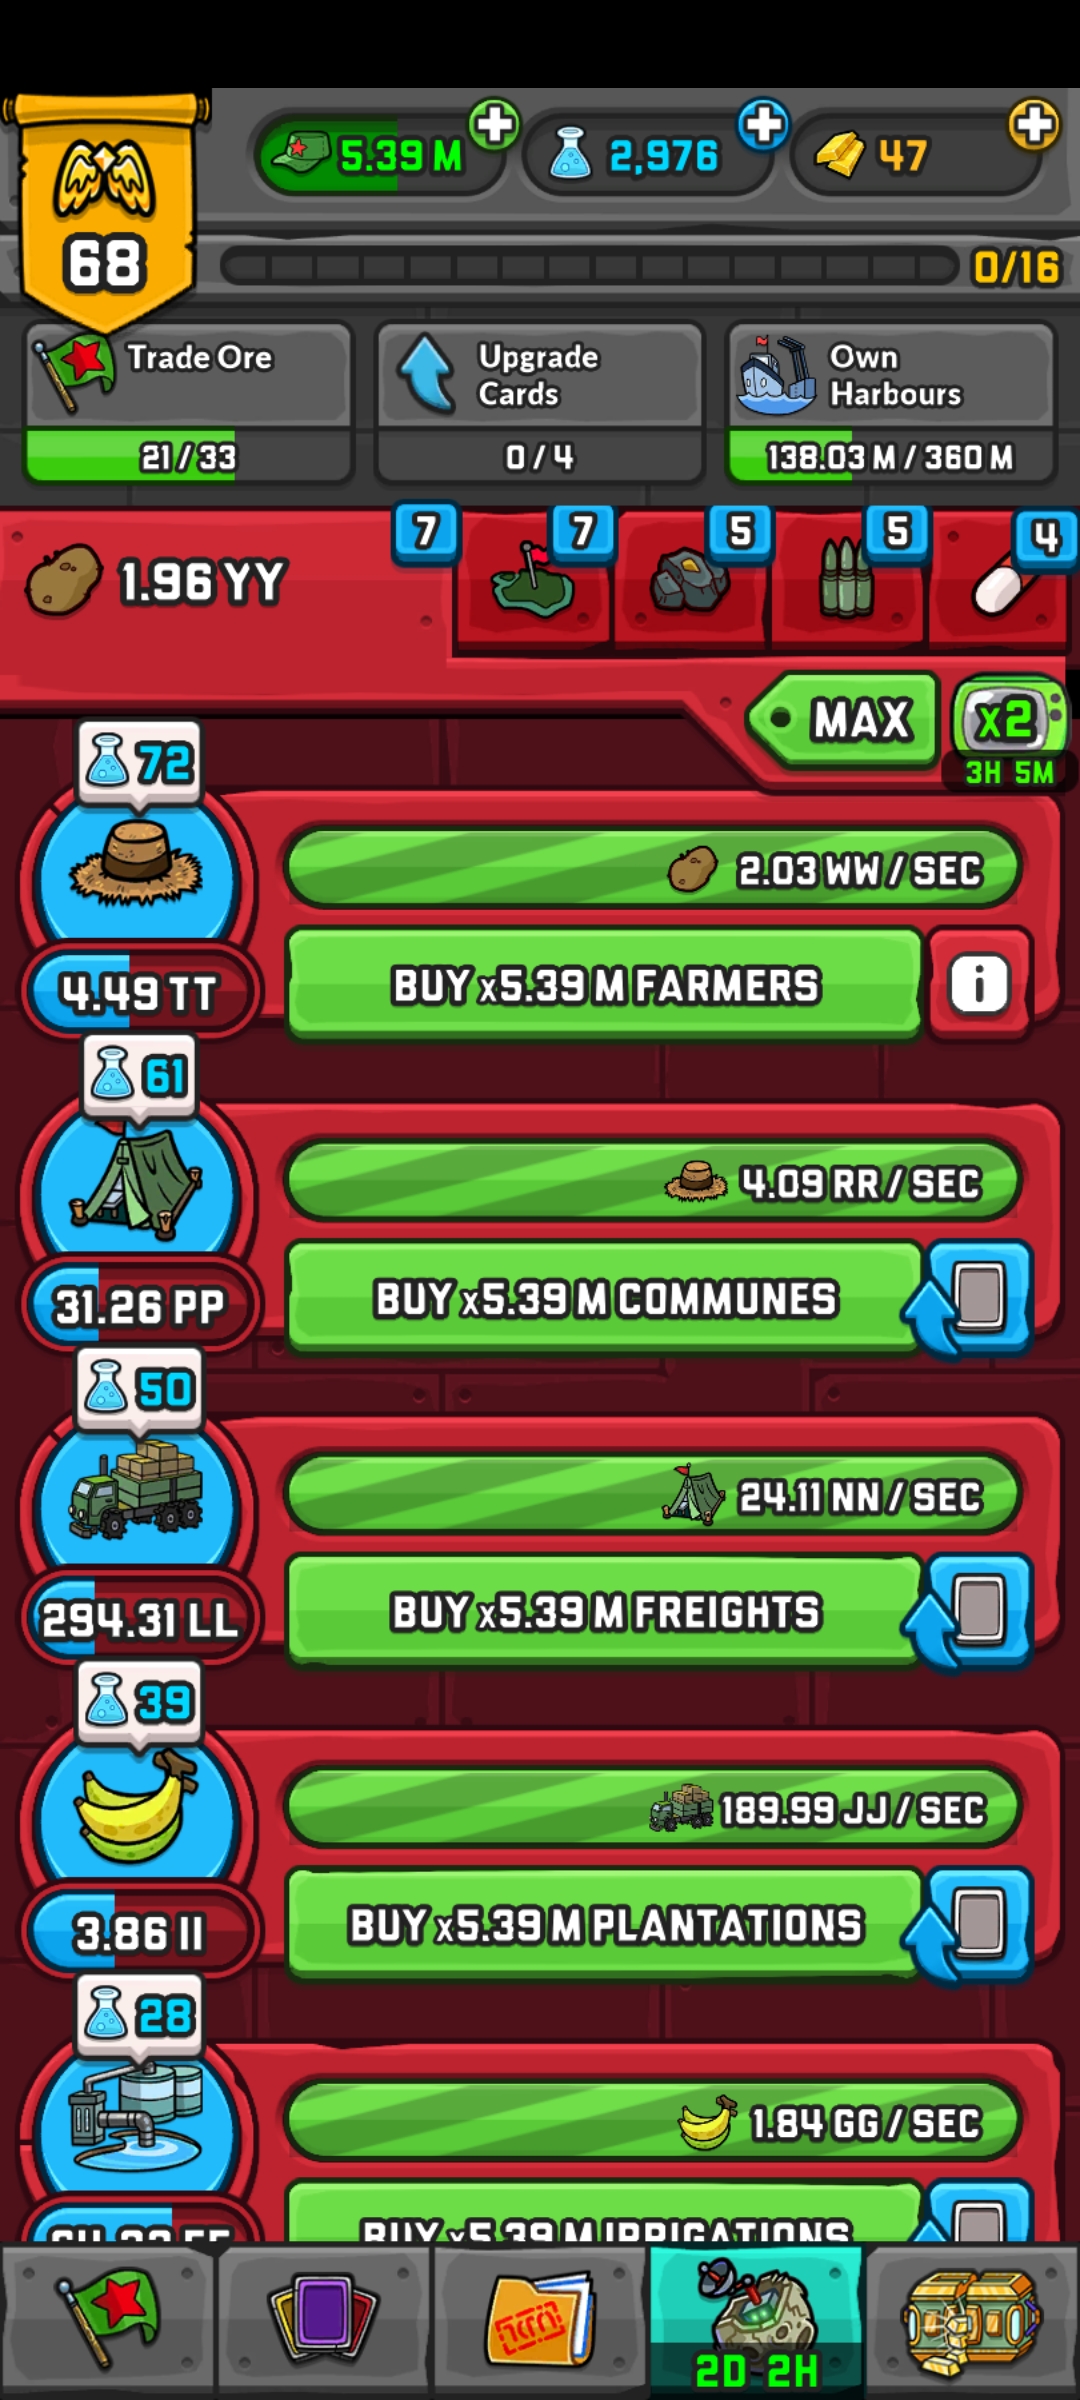 5.39 M
2,976
47
68
0/16
Trade Ore
21 / 33
Upgrade
Cards
0 / 4
Own
Harbours
138.03 M / 360 M
1.96 YY
7
7
5
5
4
MAX
x2
3H 5M
72
2.03 WW / SEC
4.49 TT
BUY x5.39 M FARMERS
i
61
4.09 RR / SEC
31.26 PP
BUY x5.39 M COMMUNES
50
24.11 NN / SEC
294.31 LL
BUY x5.39 M FREIGHTS
39
189.99 JJ / SEC
3.86 II
BUY x5.39 M PLANTATIONS
28
1.84 GG / SEC
BUY x5.39 M IRRIGATIONS
2D 2H